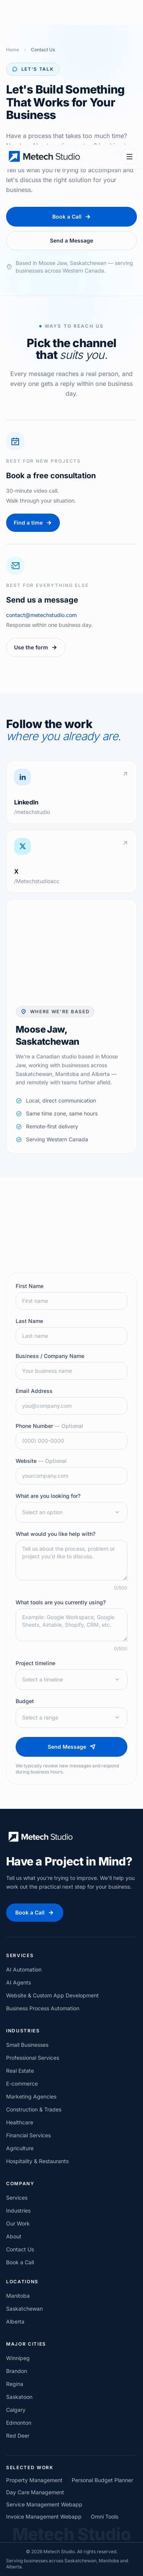 Home > Contact Us
LET'S TALK
Let's Build Something
That Works for Your
Business
Have a process that takes too much time?
Metech Studio
Tell us what you're trying to accomplish and
let's discuss the right solution for your
business.
Book a Call →
Send a Message
Based in Moose Jaw, Saskatchewan — serving
businesses across Western Canada.
WAYS TO REACH US
Pick the channel
that suits you.
Every message reaches a real person, and
every one gets a reply within one business
day.
BEST FOR NEW PROJECTS
Book a free consultation
30-minute video call.
Walk through your situation.
Find a time →
BEST FOR EVERYTHING ELSE
Send us a message
contact@metechstudio.com
Response within one business day.
Use the form →
Follow the work
where you already are.
in
LinkedIn
/metechstudio
X
/Metechstudioacc
WHERE WE'RE BASED
Moose Jaw,
Saskatchewan
We're a Canadian studio based in Moose
Jaw, working with businesses across
Saskatchewan, Manitoba and Alberta —
and remotely with teams further afield.
Local, direct communication
Same time zone, same hours
Remote-first delivery
Serving Western Canada
First Name
First name
Last Name
Last name
Business / Company Name
Your business name
Email Address
you@company.com
Phone Number — Optional
(000) 000-0000
Website — Optional
yourcompany.com
What are you looking for?
Select an option
What would you like help with?
Tell us about the process, problem or
project you'd like to discuss.
0/500
What tools are you currently using?
Example: Google Workspace, Google
Sheets, Airtable, Shopify, CRM, etc.
0/500
Project timeline
Select a timeline
Budget
Select a range
Send Message
We typically review new messages and respond
during business hours.
Metech Studio
Have a Project in Mind?
Tell us what you're trying to improve. We'll help you
work out the practical next step for your business.
Book a Call →
SERVICES
AI Automation
AI Agents
Website & Custom App Development
Business Process Automation
INDUSTRIES
Small Businesses
Professional Services
Real Estate
E-commerce
Marketing Agencies
Construction & Trades
Healthcare
Financial Services
Agriculture
Hospitality & Restaurants
COMPANY
Services
Industries
Our Work
About
Contact Us
Book a Call
LOCATIONS
Manitoba
Saskatchewan
Alberta
MAJOR CITIES
Winnipeg
Brandon
Regina
Saskatoon
Calgary
Edmonton
Red Deer
SELECTED WORK
Property Management Personal Budget Planner
Day Care Management
Service Management Webapp
Invoice Management Webapp Omni Tools
Metech Studio
© 2026 Metech Studio. All rights reserved.
Serving businesses across Saskatchewan, Manitoba and
Alberta.